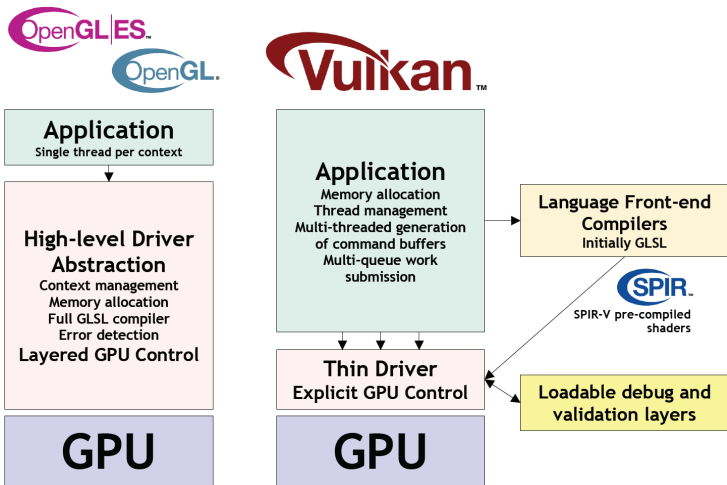 OpenGL|ES™
OpenGL®
Vulkan™
Application
Single thread per context
High-level Driver
Abstraction
Context management
Memory allocation
Full GLSL compiler
Error detection
Layered GPU Control
GPU
Application
Memory allocation
Thread management
Multi-threaded generation
of command buffers
Multi-queue work
submission
Thin Driver
Explicit GPU Control
GPU
Language Front-end
Compilers
Initially GLSL
SPIR™
SPIR-V pre-compiled
shaders
Loadable debug and
validation layers